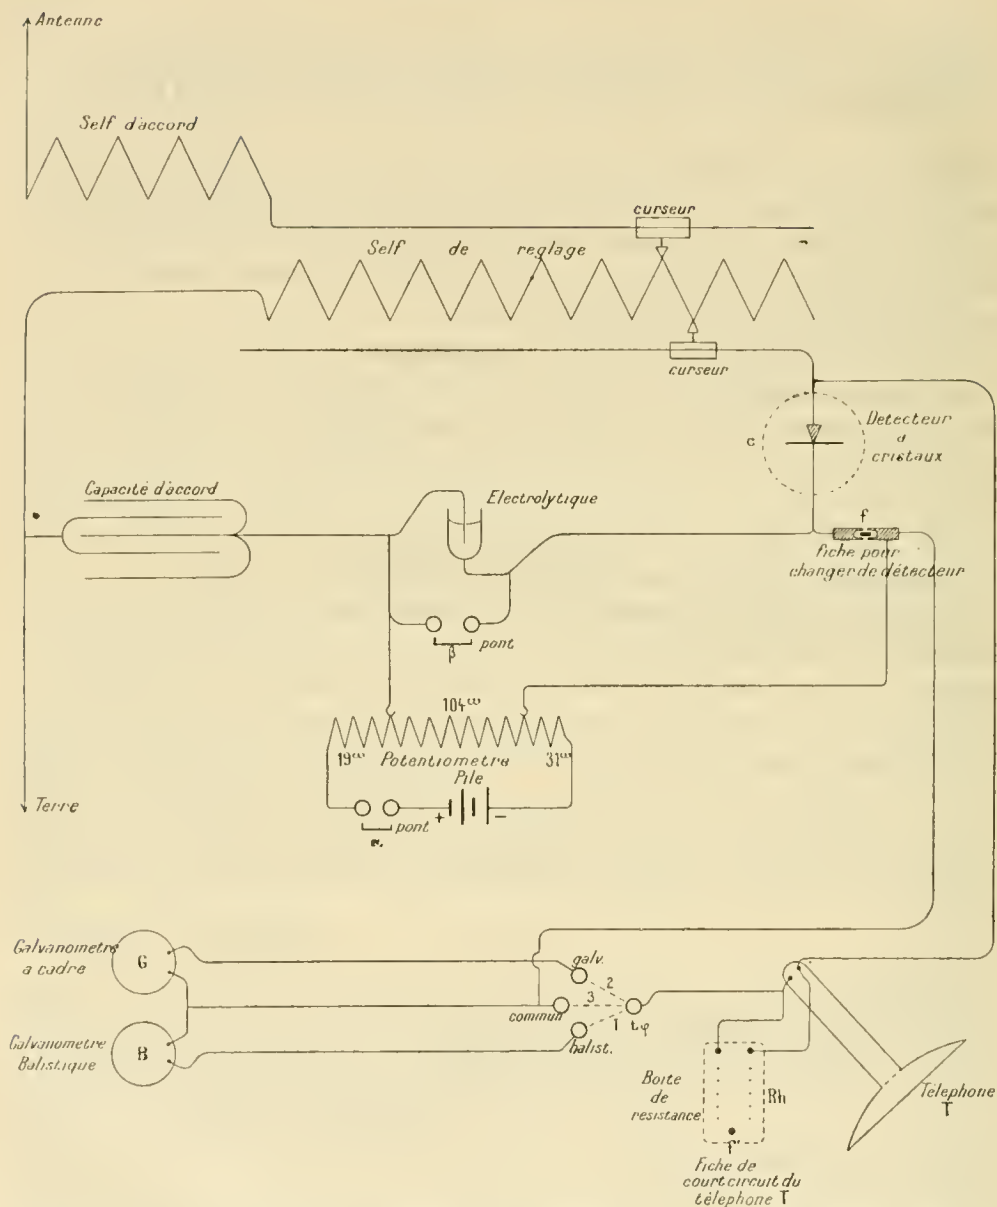 Antenne
Self d'accord
curseur
Self de reglage
curseur
Détecteur
à
cristaux
c
Capacité d'accord
Electrolytique
f
fiche pour
changer de détecteur
pont
β
104ω
19ω
Potentiometre
31ω
Pile
Terre
+
pont
−
Galvanometre
a cadre
G
galv.
2
3
commun
1
tφ
Galvanometre
Balistique
B
balist.
Boite
de
resistance
Rh
Téléphone
T
f'
Fiche de
court circuit du
télephone T